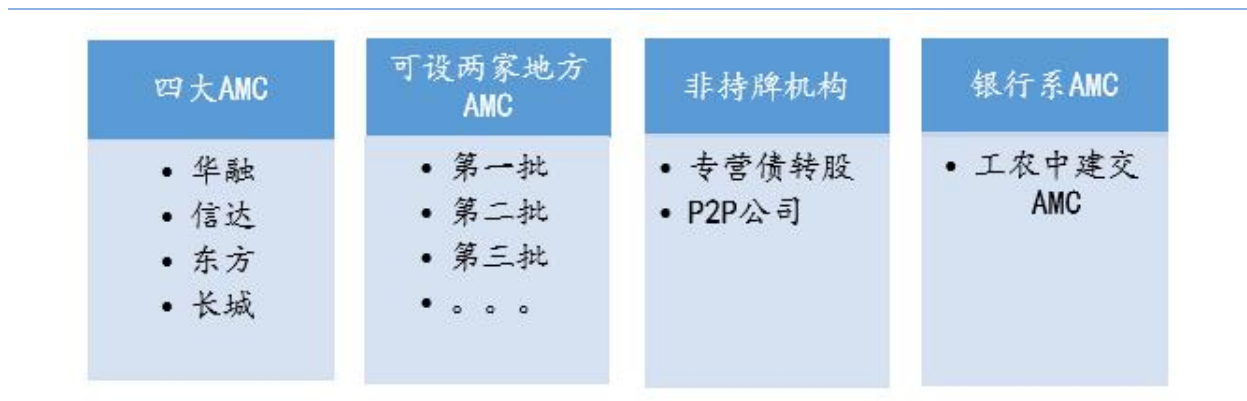 四大AMC
• 华融
• 信达
• 东方
• 长城
可设两家地方
AMC
• 第一批
• 第二批
• 第三批
• 。。。
非持牌机构
• 专营债转股
• P2P公司
银行系AMC
• 工农中建交
AMC